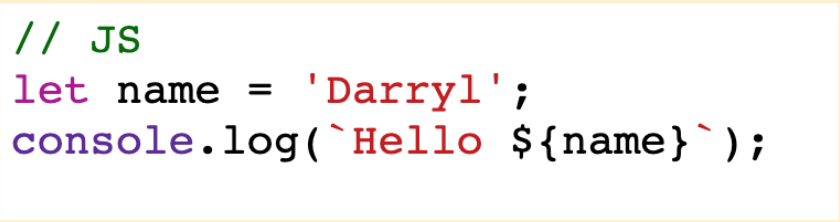 // JS
let name = 'Darryl';
console.log(`Hello ${name}`);